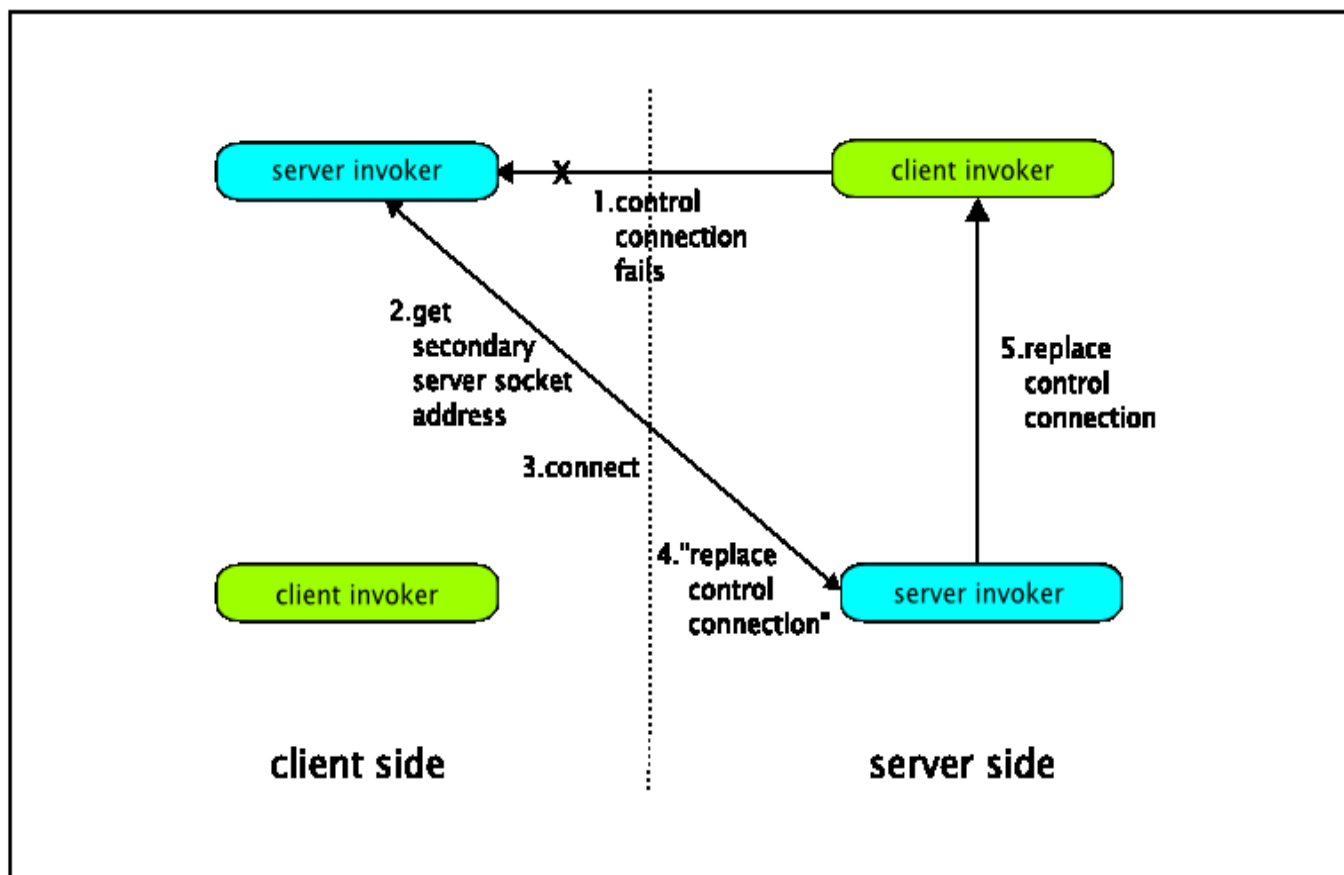 server invoker
client invoker
1.control
connection
fails
2.get
secondary
server socket
address
5.replace
control
connection
3.connect
4."replace
control
connection"
client invoker
server invoker
client side
server side